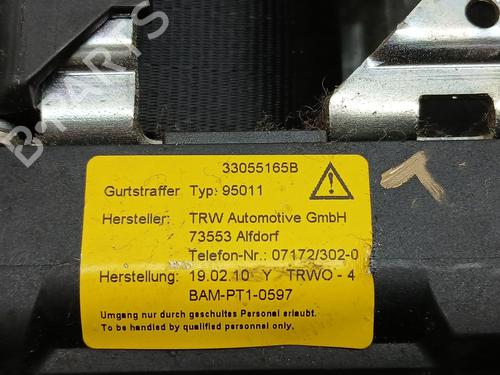 33055165B
Gurtstraffer Typ: 95011
Hersteller: TRW Automotive GmbH
73553 Alfdorf
Telefon-Nr.: 07172/302-0
Herstellung: 19.02.10 Y TRWO - 4
BAM-PT1-0597
Umgang nur durch geschultes Personal erlaubt.
To be handled by qualified personnel only.
B-PARTS